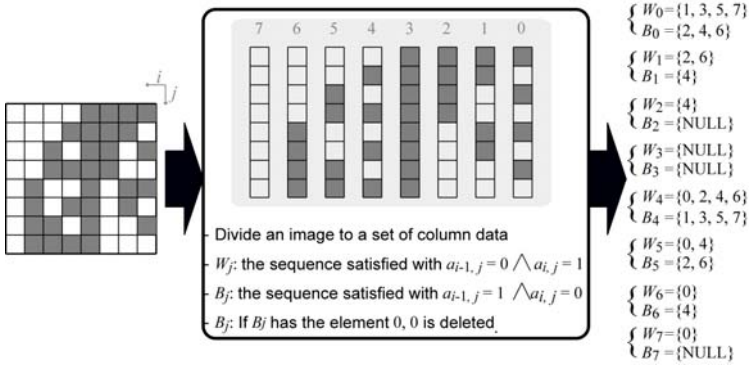 i
j
7 6 5 4 3 2 1 0
- Divide an image to a set of column data
- Wj: the sequence satisfied with ai-1, j = 0 ∧ ai, j = 1
- Bj: the sequence satisfied with ai-1, j = 1 ∧ ai, j = 0
- Bj: If Bj has the element 0, 0 is deleted.
W0={1, 3, 5, 7}
B0={2, 4, 6}
W1={2, 6}
B1={4}
W2={4}
B2={NULL}
W3={NULL}
B3={NULL}
W4={0, 2, 4, 6}
B4={1, 3, 5, 7}
W5={0, 4}
B5={2, 6}
W6={0}
B6={4}
W7={0}
B7={NULL}